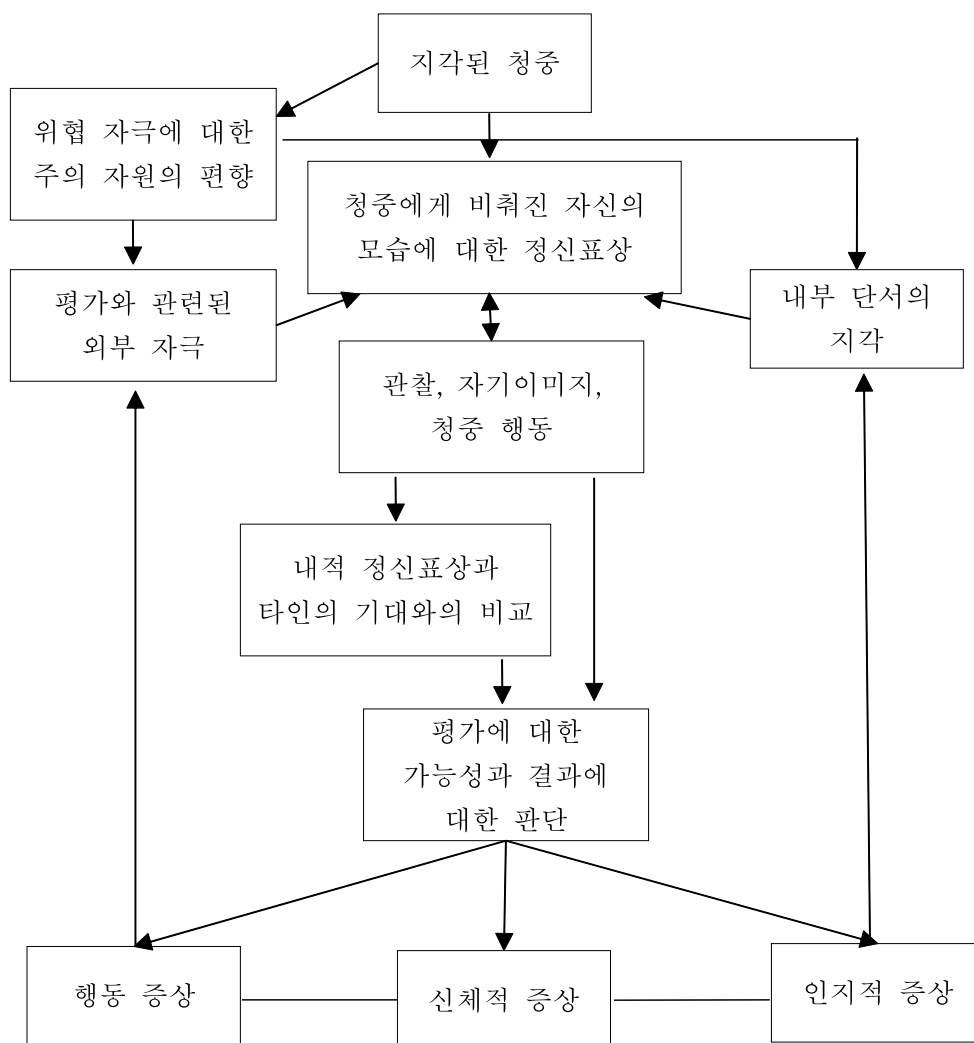 지각된 청중
위협 자극에 대한
주의 자원의 편향
청중에게 비춰진 자신의
모습에 대한 정신표상
평가와 관련된
외부 자극
내부 단서의
지각
관찰, 자기이미지,
청중 행동
내적 정신표상과
타인의 기대와의 비교
평가에 대한
가능성과 결과에
대한 판단
행동 증상
신체적 증상
인지적 증상